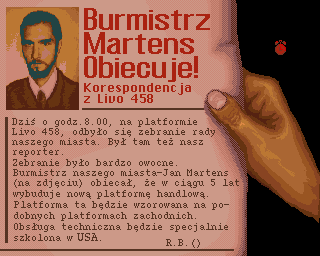 Burmistrz
Martens
Obiecuje!
Korespondencja
z Livo 458
Dziś o godz.8.00, na platformie
Livo 458, odbyło się zebranie rady
naszego miasta. Był tam też nasz
reporter.
Zebranie było bardzo owocne.
Burmistrz naszego miasta-Jan Martens
(na zdjęciu) obiecał, że w ciągu 5 lat
wybuduje nową platformę handlową.
Platforma ta będzie wzorowana na po-
dobnych platformach zachodnich.
Obsługa techniczna będzie specjalnie
szkolona w USA.
R.B.()